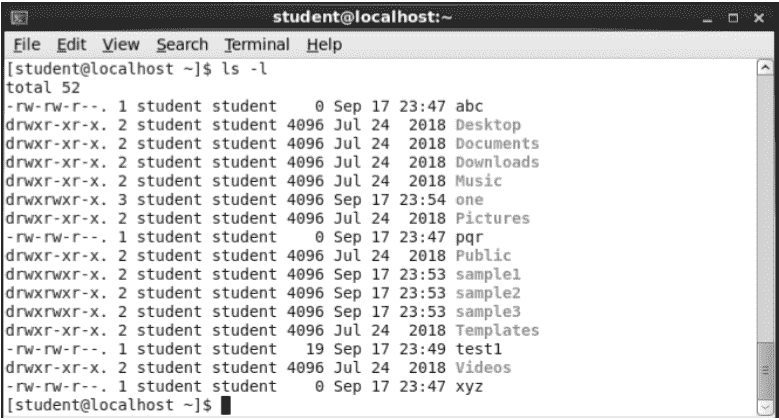 student@localhost:~
File Edit View Search Terminal Help
[student@localhost ~]$ ls -l
total 52
-rw-rw-r--. 1 student student    0 Sep 17 23:47 abc
drwxr-xr-x. 2 student student 4096 Jul 24  2018 Desktop
drwxr-xr-x. 2 student student 4096 Jul 24  2018 Documents
drwxr-xr-x. 2 student student 4096 Jul 24  2018 Downloads
drwxr-xr-x. 2 student student 4096 Jul 24  2018 Music
drwxrwxr-x. 3 student student 4096 Sep 17 23:54 one
drwxr-xr-x. 2 student student 4096 Jul 24  2018 Pictures
-rw-rw-r--. 1 student student    0 Sep 17 23:47 pqr
drwxr-xr-x. 2 student student 4096 Jul 24  2018 Public
drwxrwxr-x. 2 student student 4096 Sep 17 23:53 sample1
drwxrwxr-x. 2 student student 4096 Sep 17 23:53 sample2
drwxrwxr-x. 2 student student 4096 Sep 17 23:53 sample3
drwxr-xr-x. 2 student student 4096 Jul 24  2018 Templates
-rw-rw-r--. 1 student student   19 Sep 17 23:49 test1
drwxr-xr-x. 2 student student 4096 Jul 24  2018 Videos
-rw-rw-r--. 1 student student    0 Sep 17 23:47 xyz
[student@localhost ~]$